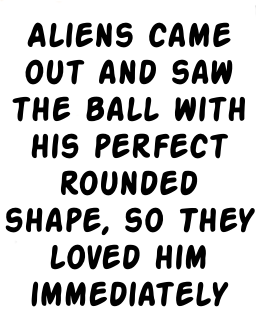 ALIENS CAME
OUT AND SAW
THE BALL WITH
HIS PERFECT
ROUNDED
SHAPE, SO THEY
LOVED HIM
IMMEDIATELY